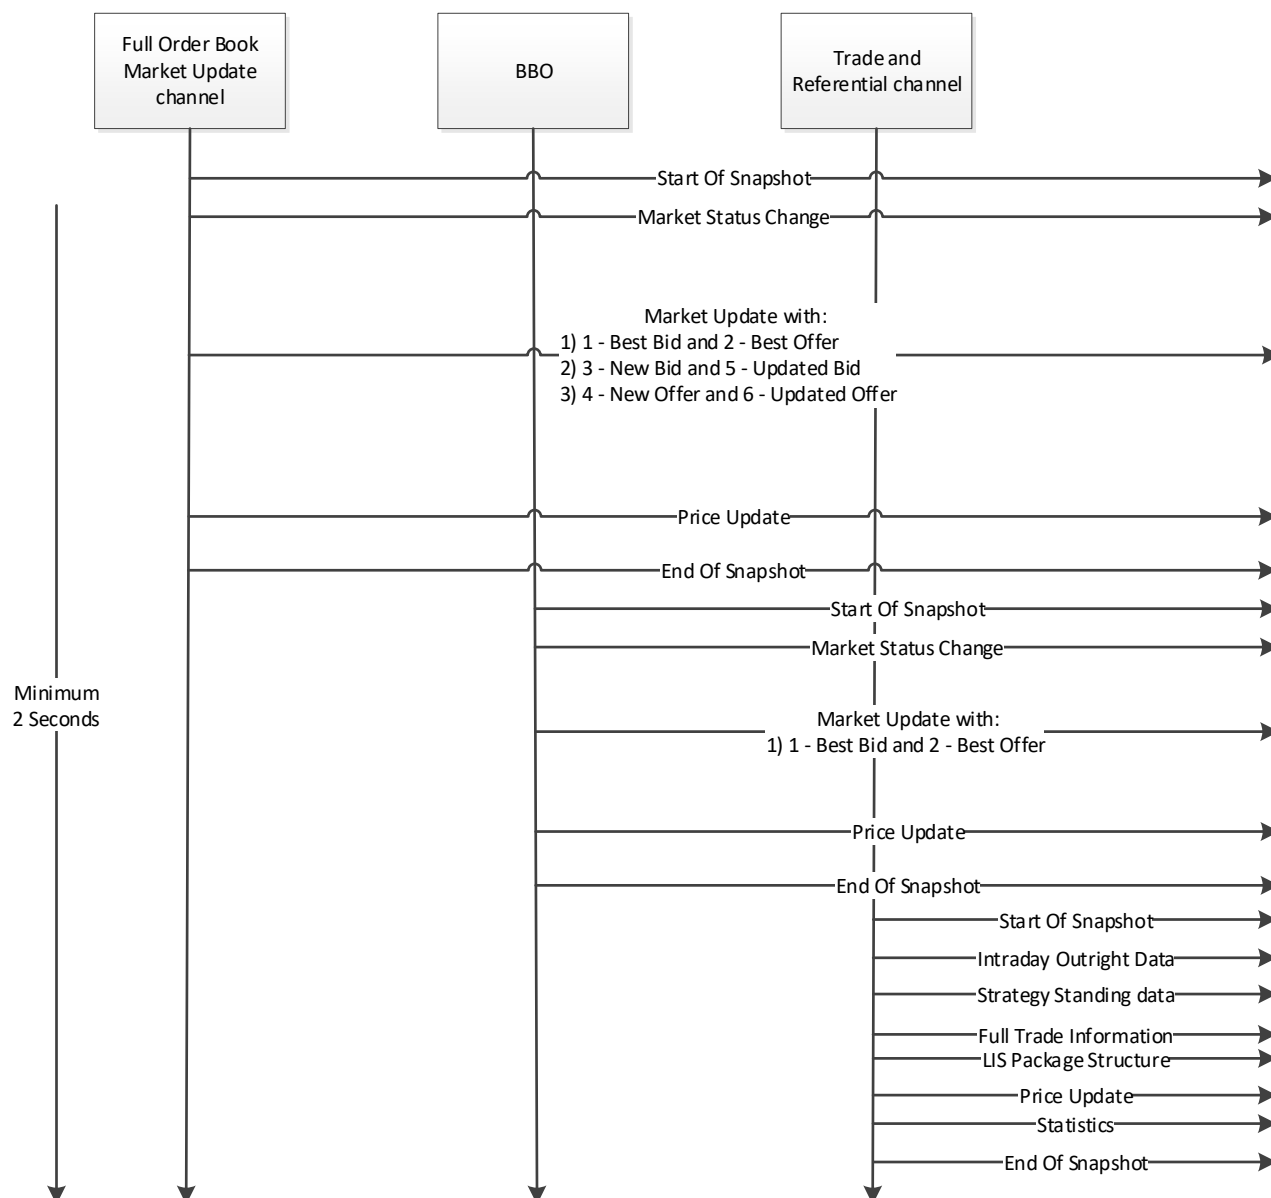 Full Order Book
Market Update
channel
BBO
Trade and
Referential channel
Start Of Snapshot
Market Status Change
Market Update with:
1) 1 - Best Bid and 2 - Best Offer
2) 3 - New Bid and 5 - Updated Bid
3) 4 - New Offer and 6 - Updated Offer
Price Update
End Of Snapshot
Start Of Snapshot
Market Status Change
Minimum
2 Seconds
Market Update with:
1) 1 - Best Bid and 2 - Best Offer
Price Update
End Of Snapshot
Start Of Snapshot
Intraday Outright Data
Strategy Standing data
Full Trade Information
LIS Package Structure
Price Update
Statistics
End Of Snapshot